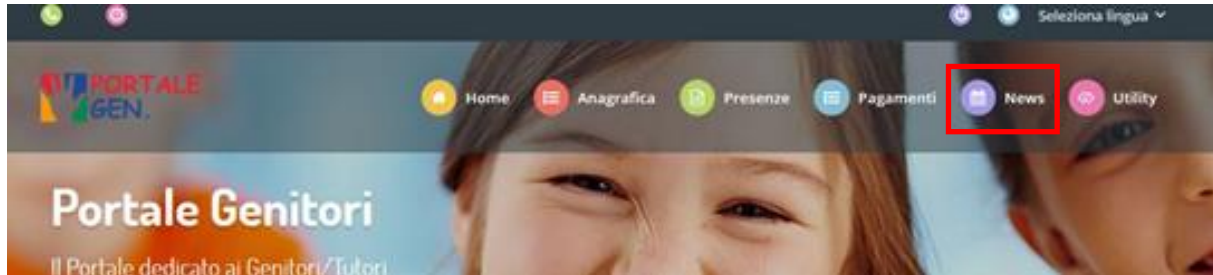 Seleziona lingua
PORTALE
GEN.
Home Anagrafica Presenze Pagamenti News Utility
Portale Genitori
Il Portale dedicato ai Genitori/Tutori